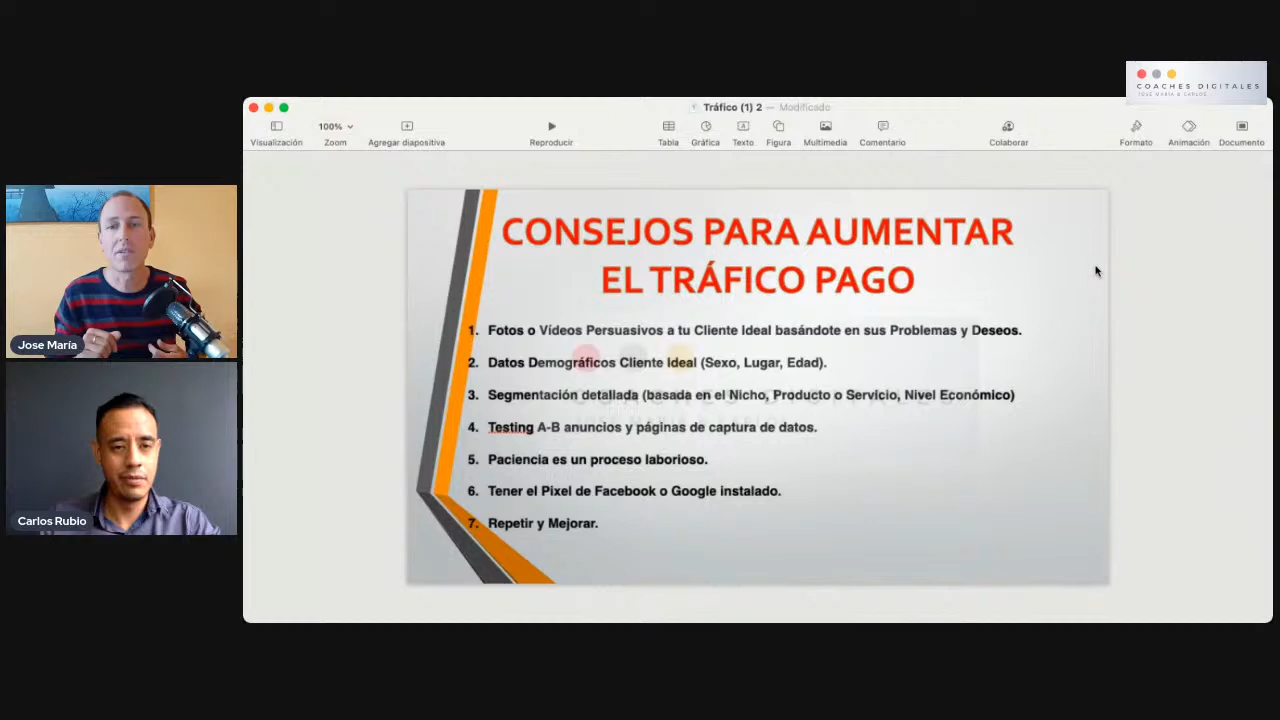 COACHES DIGITALES
JOSE MARIA & CARLOS
Tráfico (1) 2 — Modificado
100%
Visualización
Zoom
Agregar diapositiva
Reproducir
Tabla
Gráfica
Texto
Figura
Multimedia
Comentario
Colaborar
Formato
Animación
Documento
CONSEJOS PARA AUMENTAR
EL TRÁFICO PAGO
1. Fotos o Vídeos Persuasivos a tu Cliente Ideal basándote en sus Problemas y Deseos.
2. Datos Demográficos Cliente Ideal (Sexo, Lugar, Edad).
3. Segmentación detallada (basada en el Nicho, Producto o Servicio, Nivel Económico)
4. Testing A-B anuncios y páginas de captura de datos.
5. Paciencia es un proceso laborioso.
6. Tener el Pixel de Facebook o Google instalado.
7. Repetir y Mejorar.
Jose María
Carlos Rubio